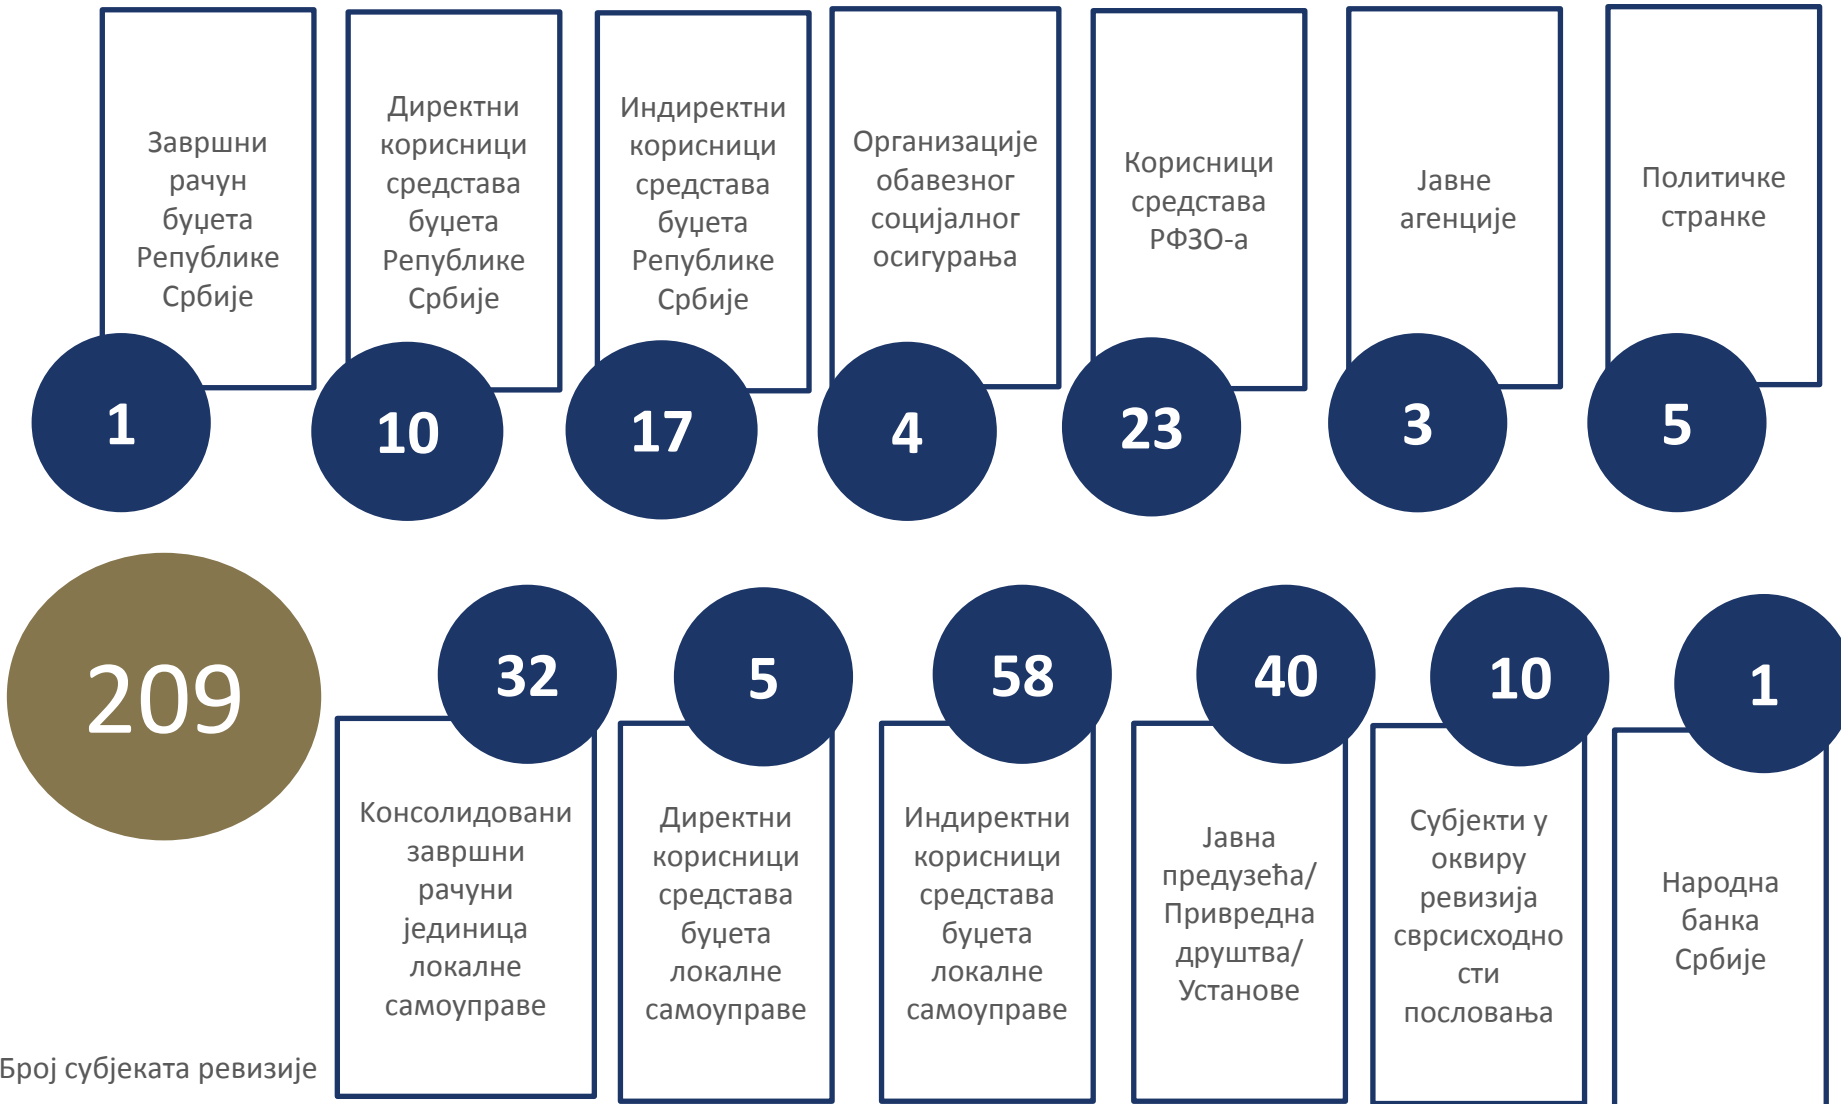 Завршни
рачун
буџета
Републике
Србије
1
Директни
корисници
средстава
буџета
Републике
Србије
10
Индиректни
корисници
средстава
буџета
Републике
Србије
17
Организације
обавезног
социјалног
осигурања
4
Корисници
средстава
РФЗО-а
23
Јавне
агенције
3
Политичке
странке
5
209
Број субјеката ревизије
32
Консолидовани
завршни
рачуни
јединица
локалне
самоуправе
5
Директни
корисници
средстава
буџета
локалне
самоуправе
58
Индиректни
корисници
средстава
буџета
локалне
самоуправе
40
Јавна
предузећа/
Привредна
друштва/
Установе
10
Субјекти у
оквиру
ревизија
сврсисходно
сти
пословања
1
Народна
банка
Србије